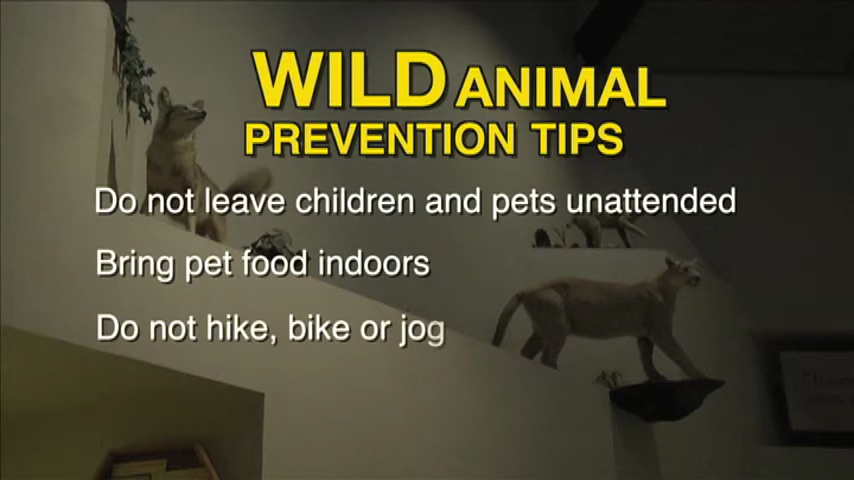 WILD ANIMAL
PREVENTION TIPS
Do not leave children and pets unattended
Bring pet food indoors
Do not hike, bike or jog